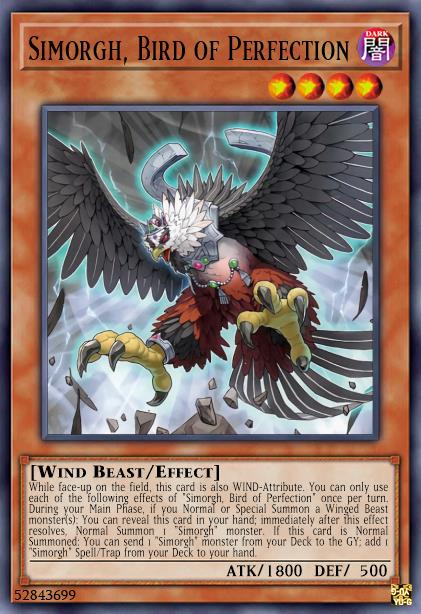 SIMORGH, BIRD OF PERFECTION
DARK
闇
[WIND BEAST/EFFECT]
While face-up on the field, this card is also WIND-Attribute. You can only use
each of the following effects of "Simorgh, Bird of Perfection" once per turn.
During your Main Phase, if you Normal or Special Summon a Winged Beast
monster(s): You can reveal this card in your hand; immediately after this effect
resolves, Normal Summon 1 "Simorgh" monster. If this card is Normal
Summoned: You can send 1 "Simorgh" monster from your Deck to the GY; add 1
"Simorgh" Spell/Trap from your Deck to your hand.
ATK/1800 DEF/ 500
52843699